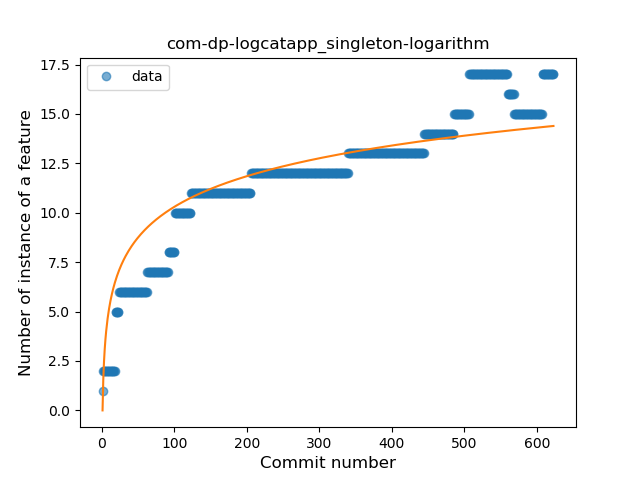 com-dp-logcatapp_singleton-logarithm
17.5
15.0
12.5
10.0
7.5
5.0
2.5
0.0
Number of instance of a feature
data
0 100 200 300 400 500 600
Commit number